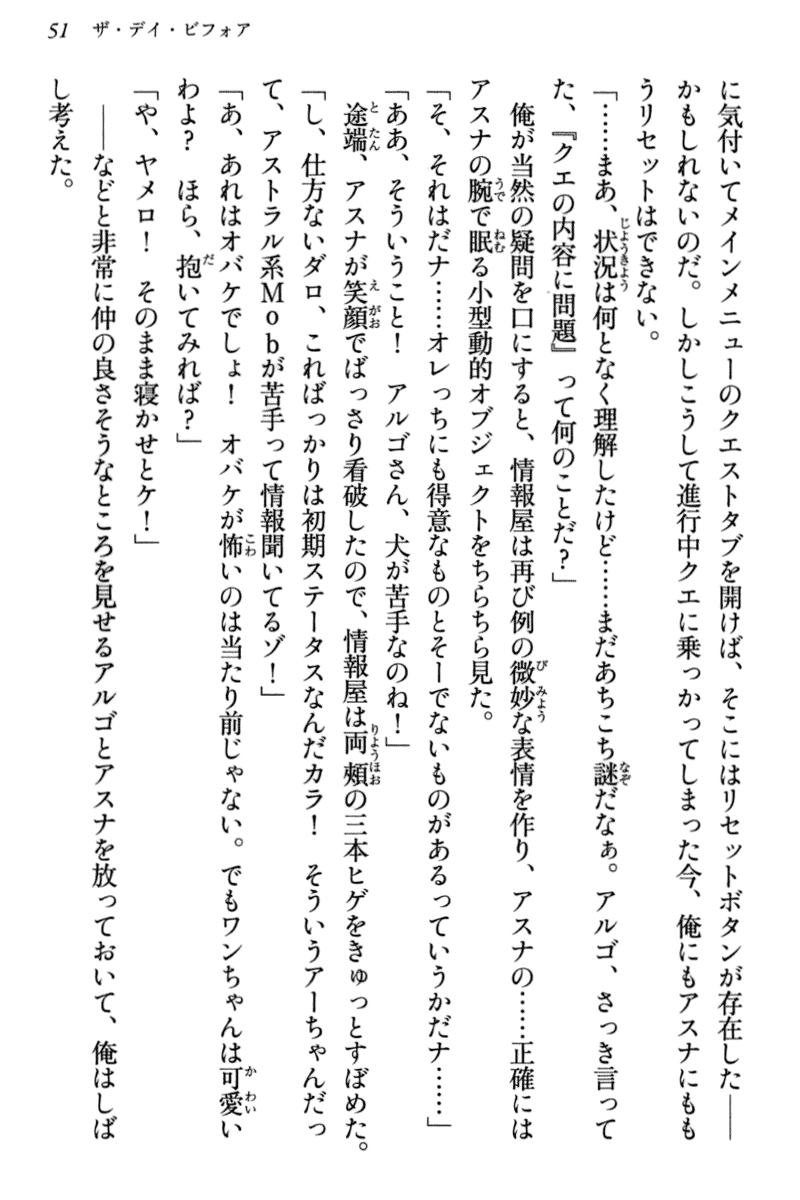 51　ザ・デイ・ビフォア
に気付いてメインメニューのクエストタブを開けば、そこにはリセットボタンが存在した――
かもしれないのだ。しかしこうして進行中クエに乗っかってしまった今、俺にもアスナにもも
うリセットはできない。
「……まあ、状況は何となく理解したけど……まだあちこち謎だなぁ。アルゴ、さっき言って
た、『クエの内容に問題』って何のことだ？」
俺が当然の疑問を口にすると、情報屋は再び例の微妙な表情を作り、アスナの……正確には
アスナの腕で眠る小型動的オブジェクトをちらちら見た。
「そ、それはだナ……オレっちにも得意なものとそーでないものがあるっていうかだナ……」
「ああ、そういうこと！　アルゴさん、犬が苦手なのね！」
途端、アスナが笑顔でばっさり看破したので、情報屋は両頰の三本ヒゲをきゅっとすぼめた。
「し、仕方ないダロ、こればっかりは初期ステータスなんだカラ！　そういうアーちゃんだっ
て、アストラル系Mobが苦手って情報聞いてるゾ！」
「あ、あれはオバケでしょ！　オバケが怖いのは当たり前じゃない。でもワンちゃんは可愛い
わよ？　ほら、抱いてみれば？」
「や、ヤメロ！　そのまま寝かせとケ！」
――などと非常に仲の良さそうなところを見せるアルゴとアスナを放っておいて、俺はしば
し考えた。